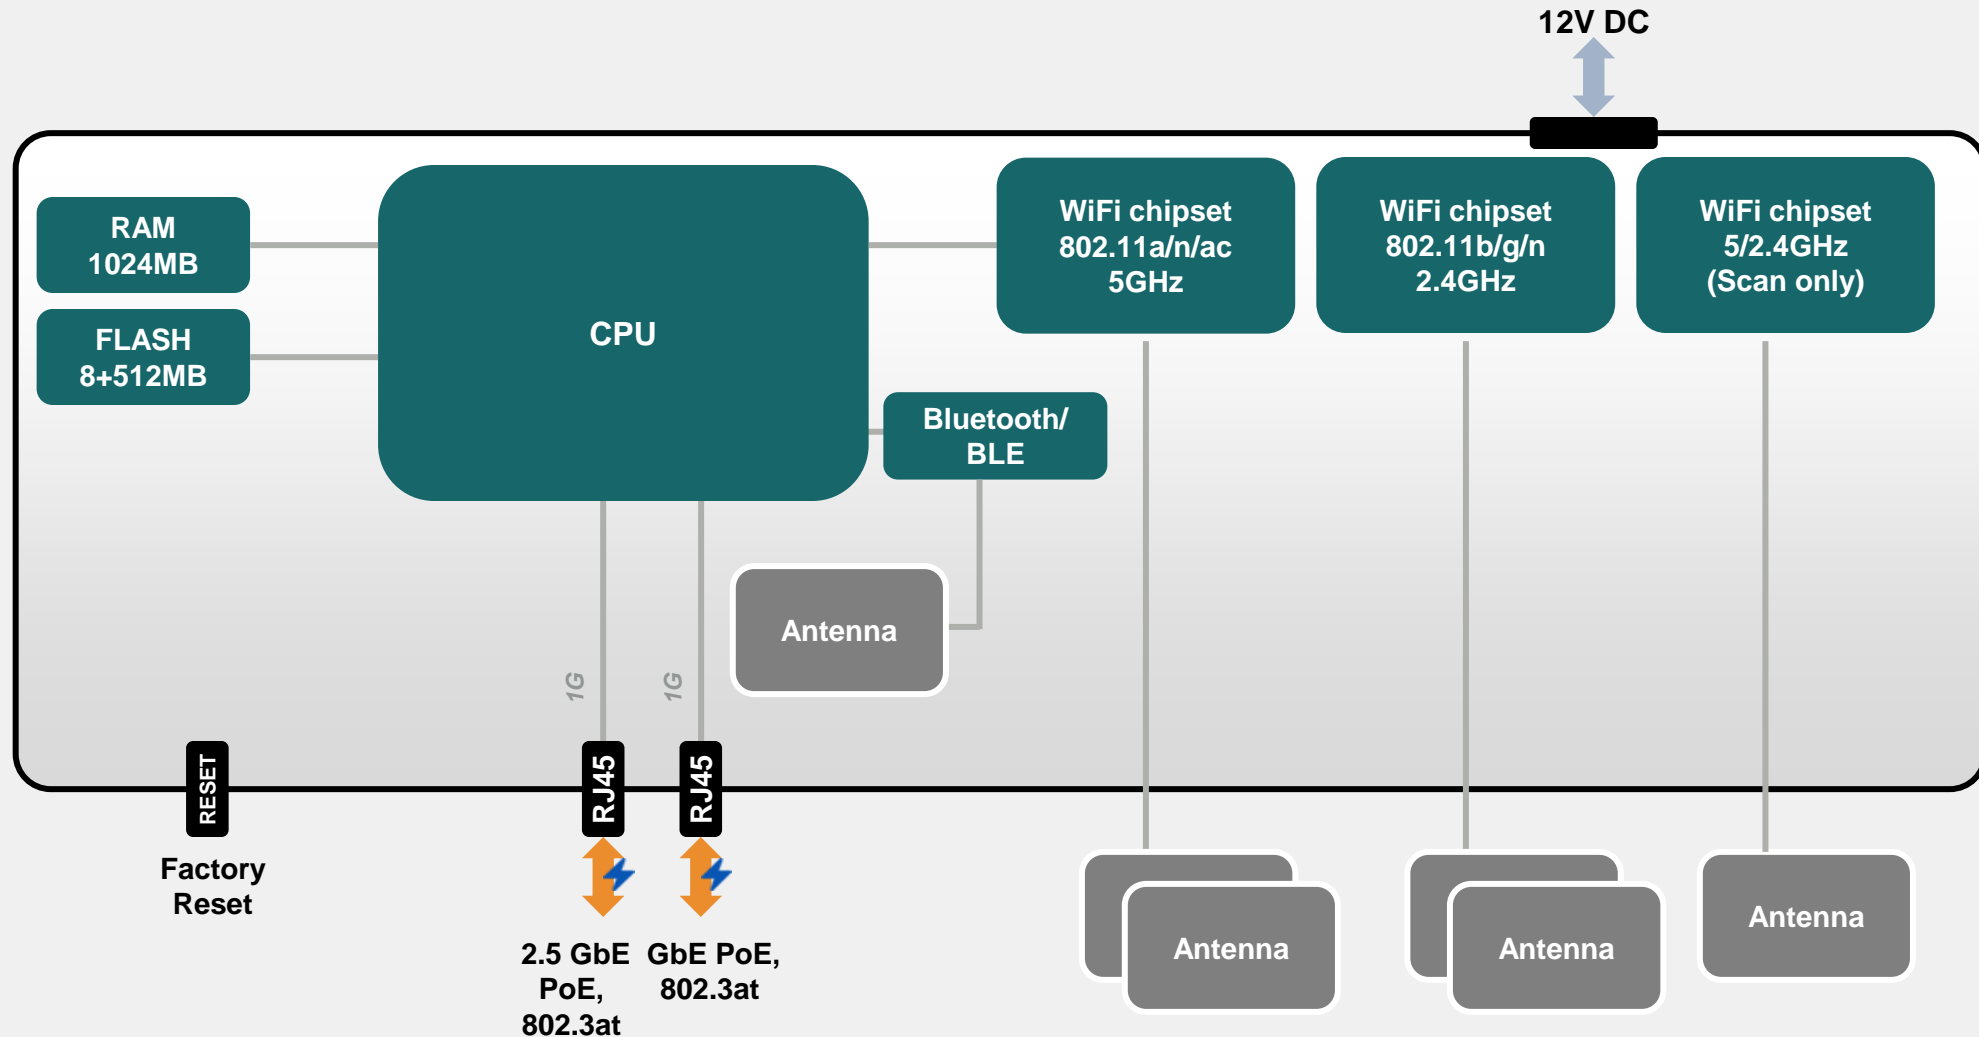 12V DC
RAM
1024MB
FLASH
8+512MB
CPU
WiFi chipset
802.11a/n/ac
5GHz
WiFi chipset
802.11b/g/n
2.4GHz
WiFi chipset
5/2.4GHz
(Scan only)
Bluetooth/
BLE
Antenna
1G
1G
RESET
RJ45
RJ45
Factory
Reset
2.5 GbE
PoE,
802.3at
GbE PoE,
802.3at
Antenna
Antenna
Antenna